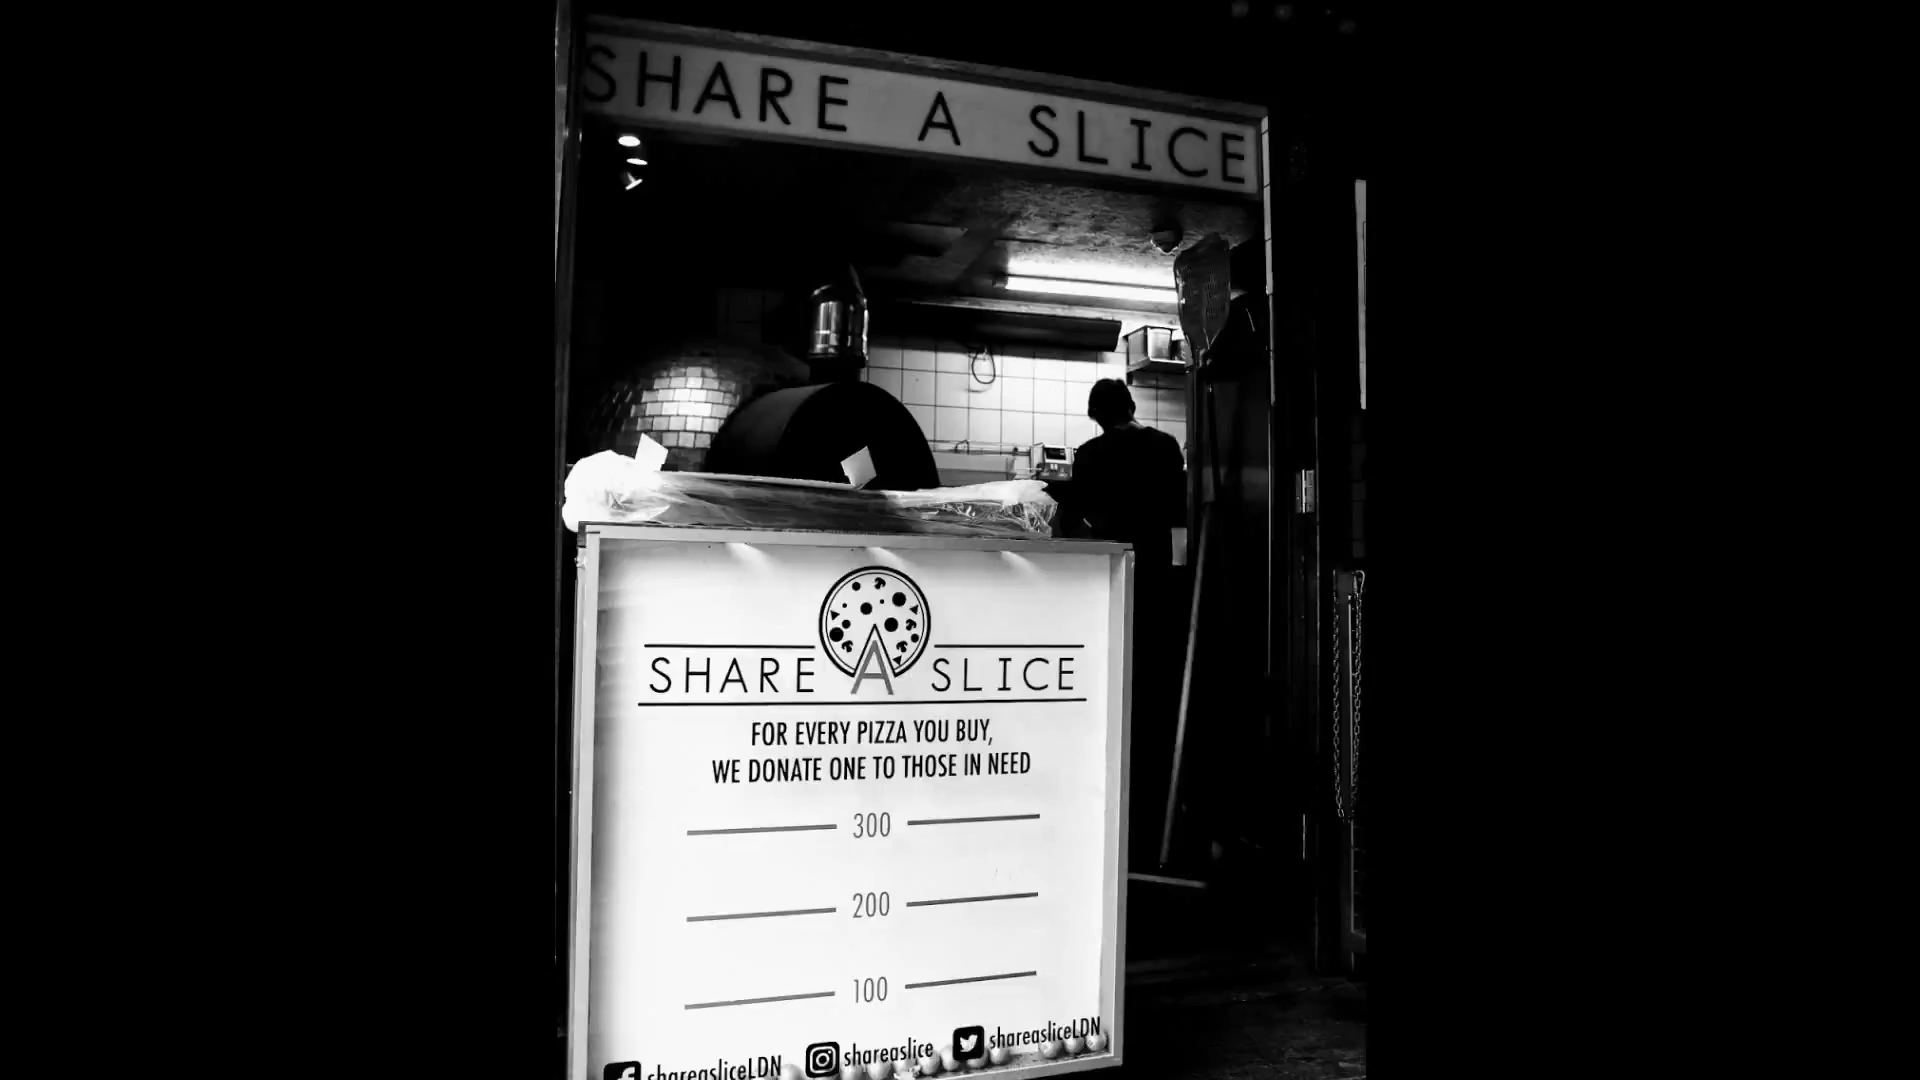 SHARE A SLICE
SHARE A SLICE
FOR EVERY PIZZA YOU BUY,
WE DONATE ONE TO THOSE IN NEED
300
200
100
shareasliceLDN shareaslice shareasliceLDN